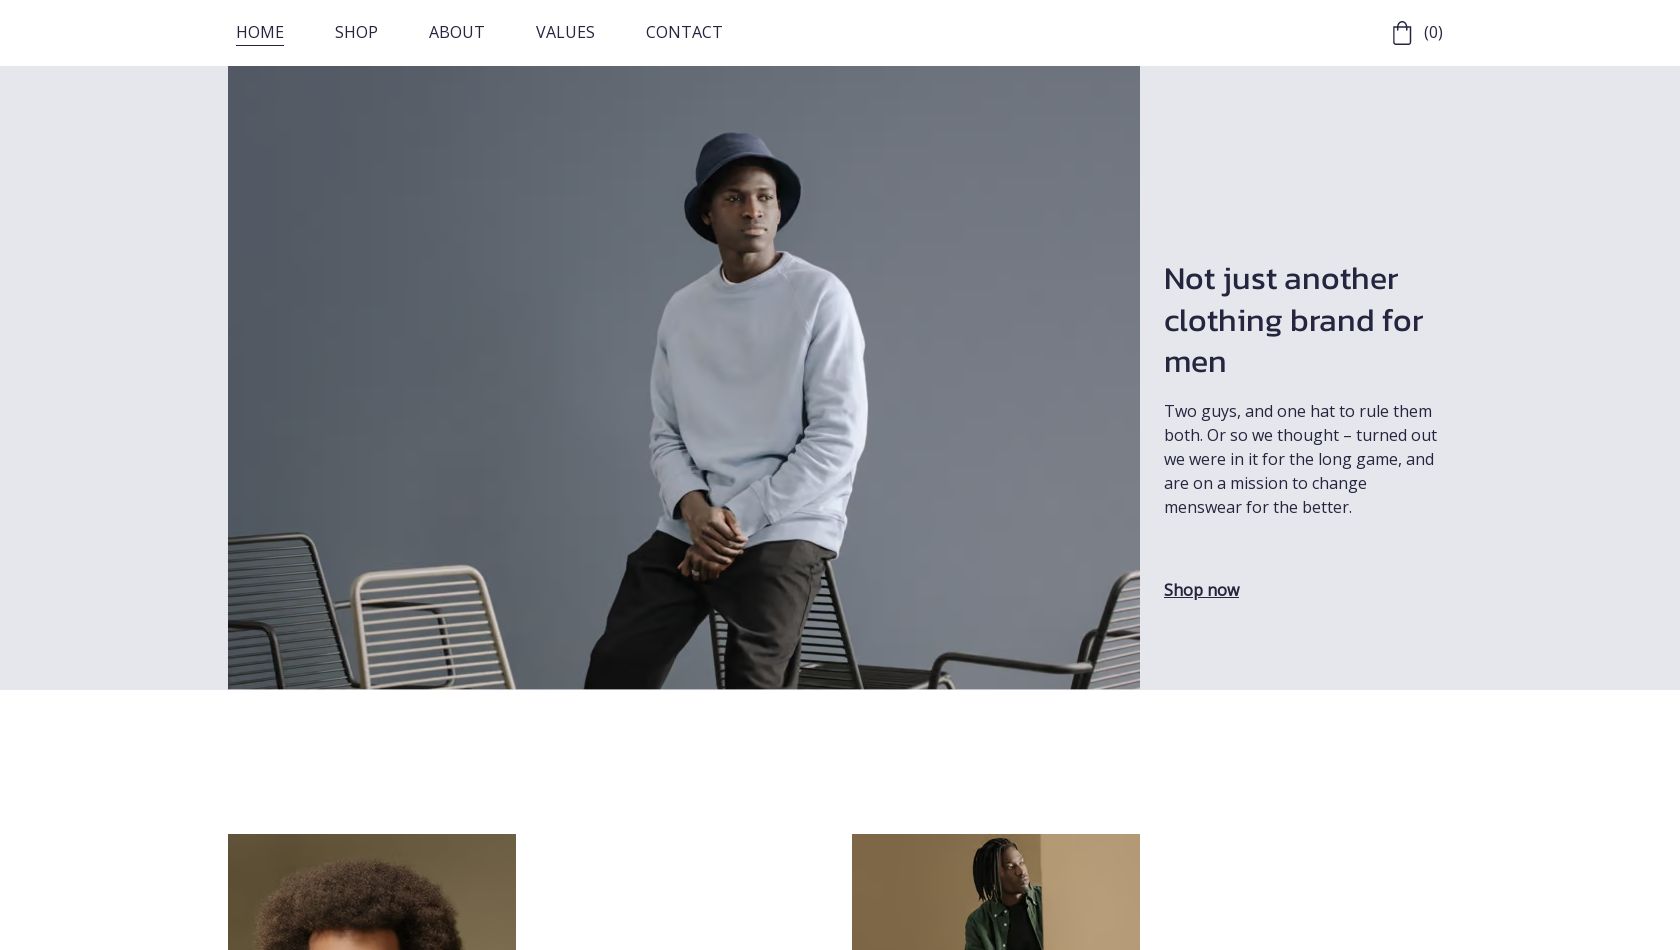 HOME
SHOP
ABOUT
VALUES
CONTACT
(0)
Not just another
clothing brand for
men
Two guys, and one hat to rule them
both. Or so we thought – turned out
we were in it for the long game, and
are on a mission to change
menswear for the better.
Shop now